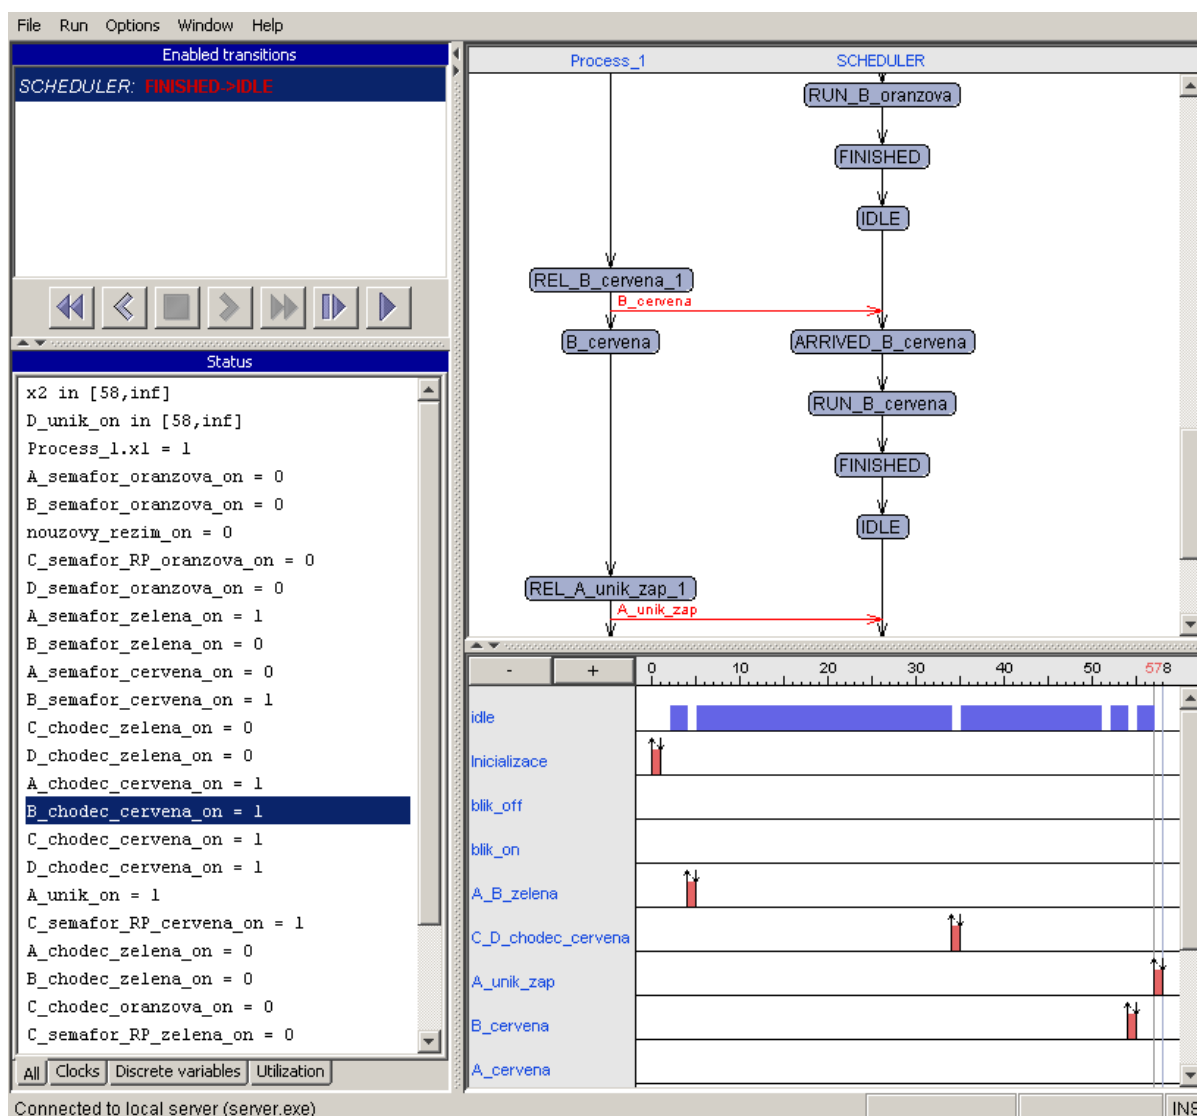 File Run Options Window Help
Enabled transitions
SCHEDULER: FINISHED->IDLE
Status
x2 in [58,inf]
D_unik_on in [58,inf]
Process_1.x1 = 1
A_semafor_oranzova_on = 0
B_semafor_oranzova_on = 0
nouzovy_rezim_on = 0
C_semafor_RP_oranzova_on = 0
D_semafor_oranzova_on = 0
A_semafor_zelena_on = 1
B_semafor_zelena_on = 0
A_semafor_cervena_on = 0
B_semafor_cervena_on = 1
C_chodec_zelena_on = 0
D_chodec_zelena_on = 0
A_chodec_cervena_on = 1
B_chodec_cervena_on = 1
C_chodec_cervena_on = 1
D_chodec_cervena_on = 1
A_unik_on = 1
C_semafor_RP_cervena_on = 1
A_chodec_zelena_on = 0
B_chodec_zelena_on = 0
C_chodec_oranzova_on = 0
C_semafor_RP_zelena_on = 0
All Clocks Discrete variables Utilization
Process_1 SCHEDULER
RUN_B_oranzova
FINISHED
IDLE
REL_B_cervena_1
B_cervena
B_cervena ARRIVED_B_cervena
RUN_B_cervena
FINISHED
IDLE
REL_A_unik_zap_1
A_unik_zap
- + 0 10 20 30 40 50 578
idle
Inicializace
blik_off
blik_on
A_B_zelena
C_D_chodec_cervena
A_unik_zap
B_cervena
A_cervena
Connected to local server (server.exe) INS